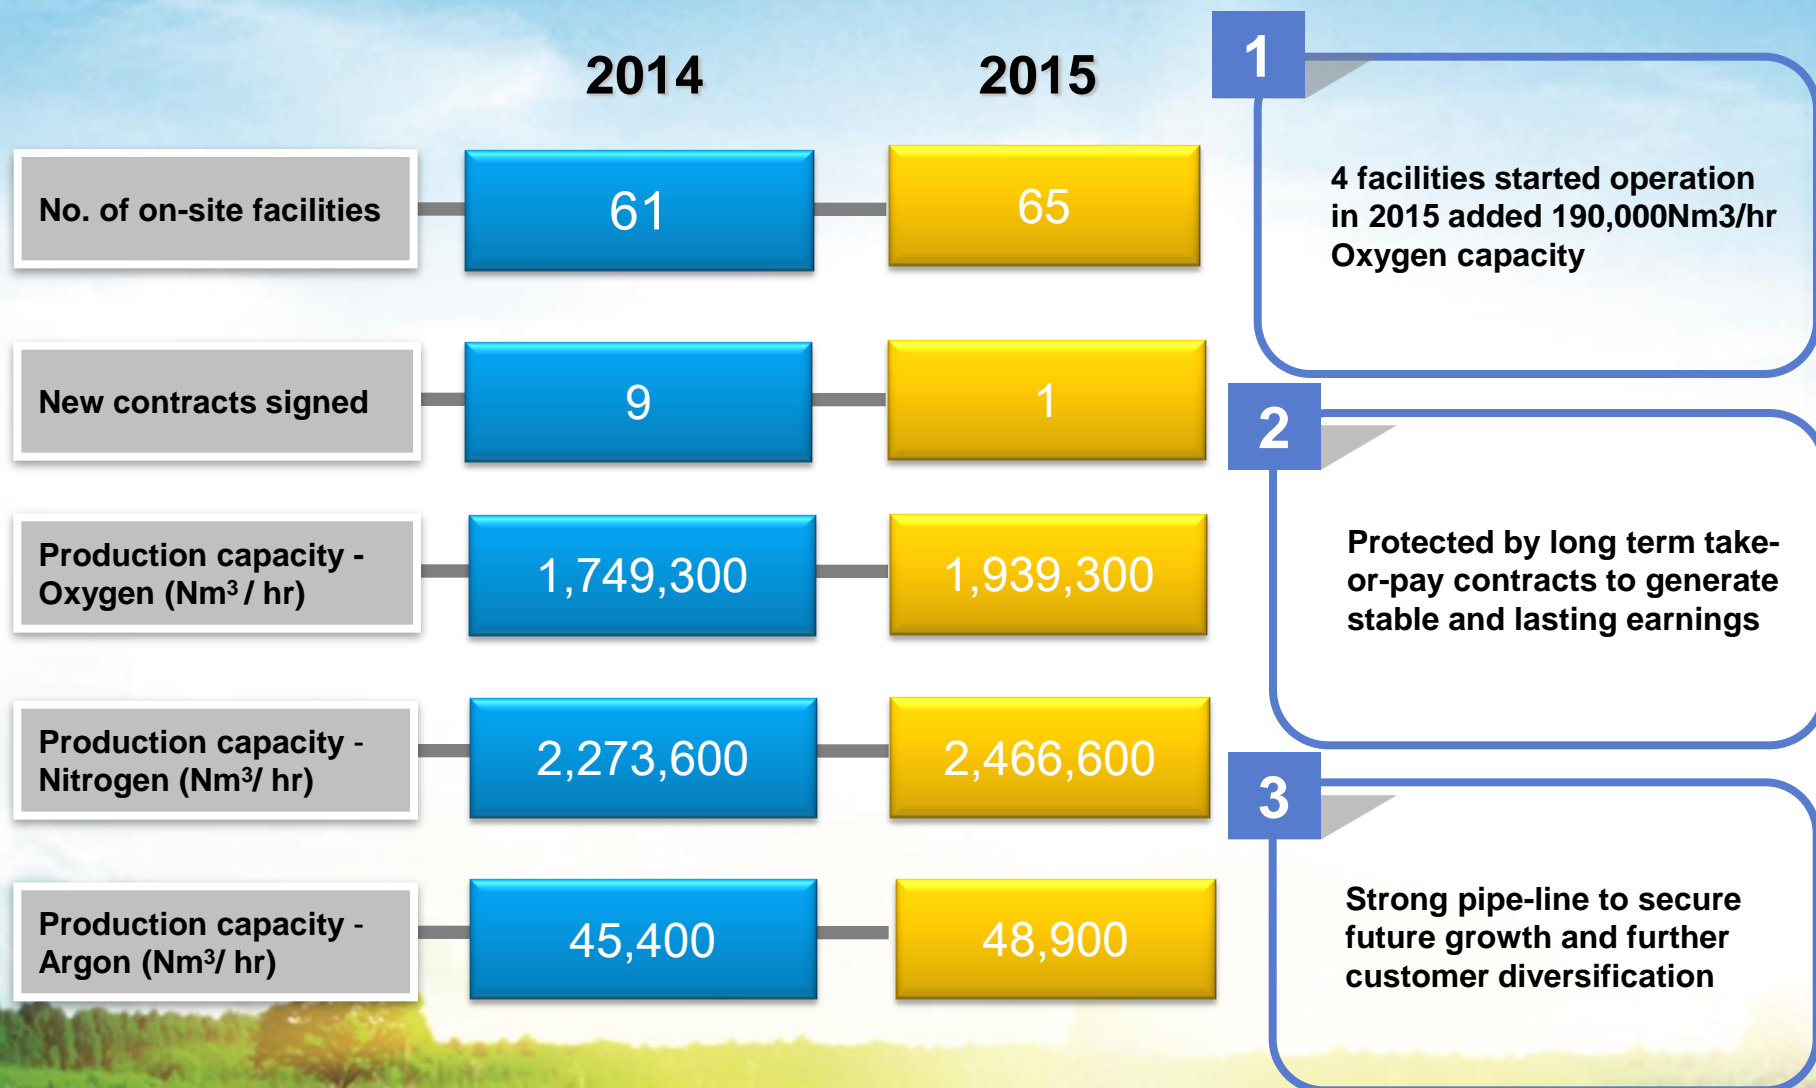 2014
2015
No. of on-site facilities
61
65
New contracts signed
9
1
Production capacity -
Oxygen (Nm³ / hr)
1,749,300
1,939,300
Production capacity -
Nitrogen (Nm³/ hr)
2,273,600
2,466,600
Production capacity -
Argon (Nm³/ hr)
45,400
48,900
1
4 facilities started operation
in 2015 added 190,000Nm3/hr
Oxygen capacity
2
Protected by long term take-
or-pay contracts to generate
stable and lasting earnings
3
Strong pipe-line to secure
future growth and further
customer diversification